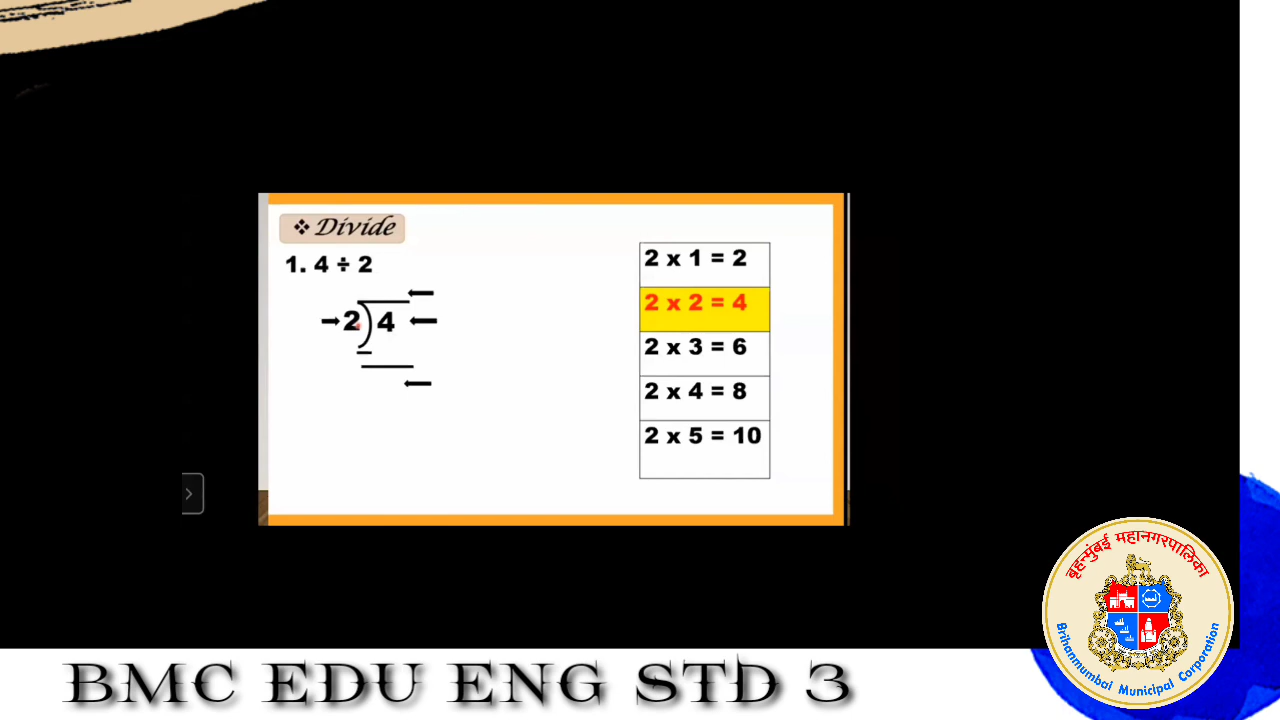 ❖ Divide
1. 4 ÷ 2
2 4
2 x 1 = 2
2 x 2 = 4
2 x 3 = 6
2 x 4 = 8
2 x 5 = 10
बृहन्मुंबई महानगरपालिका
Brihanmumbai Municipal Corporation
BMC EDU ENG STD 3